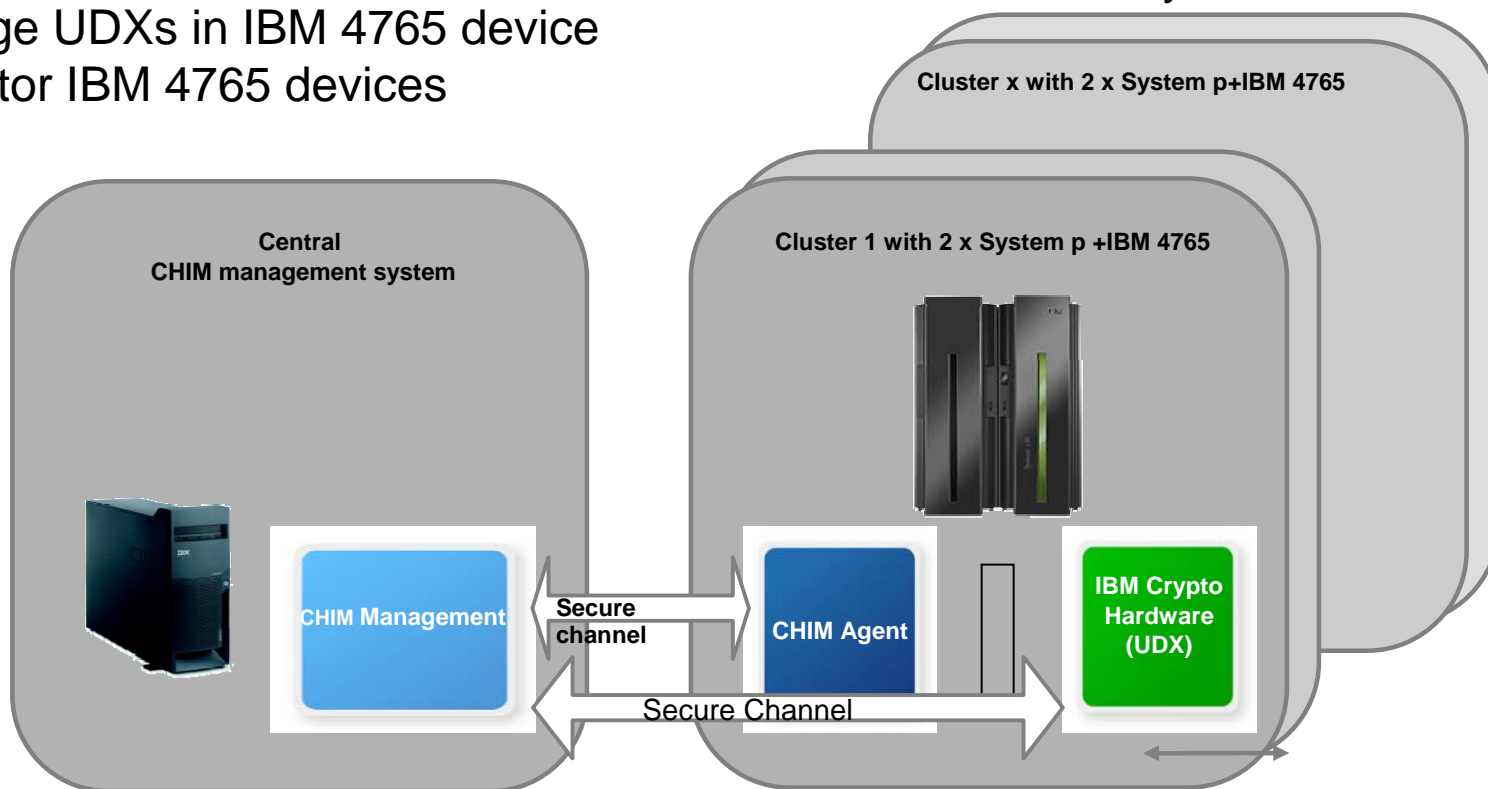 ge UDXs in IBM 4765 device
tor IBM 4765 devices
Cluster x with 2 x System p+IBM 4765
Central
CHIM management system
Cluster 1 with 2 x System p +IBM 4765
IBM
CHIM Management
Secure
channel
CHIM Agent
IBM Crypto
Hardware
(UDX)
Secure Channel